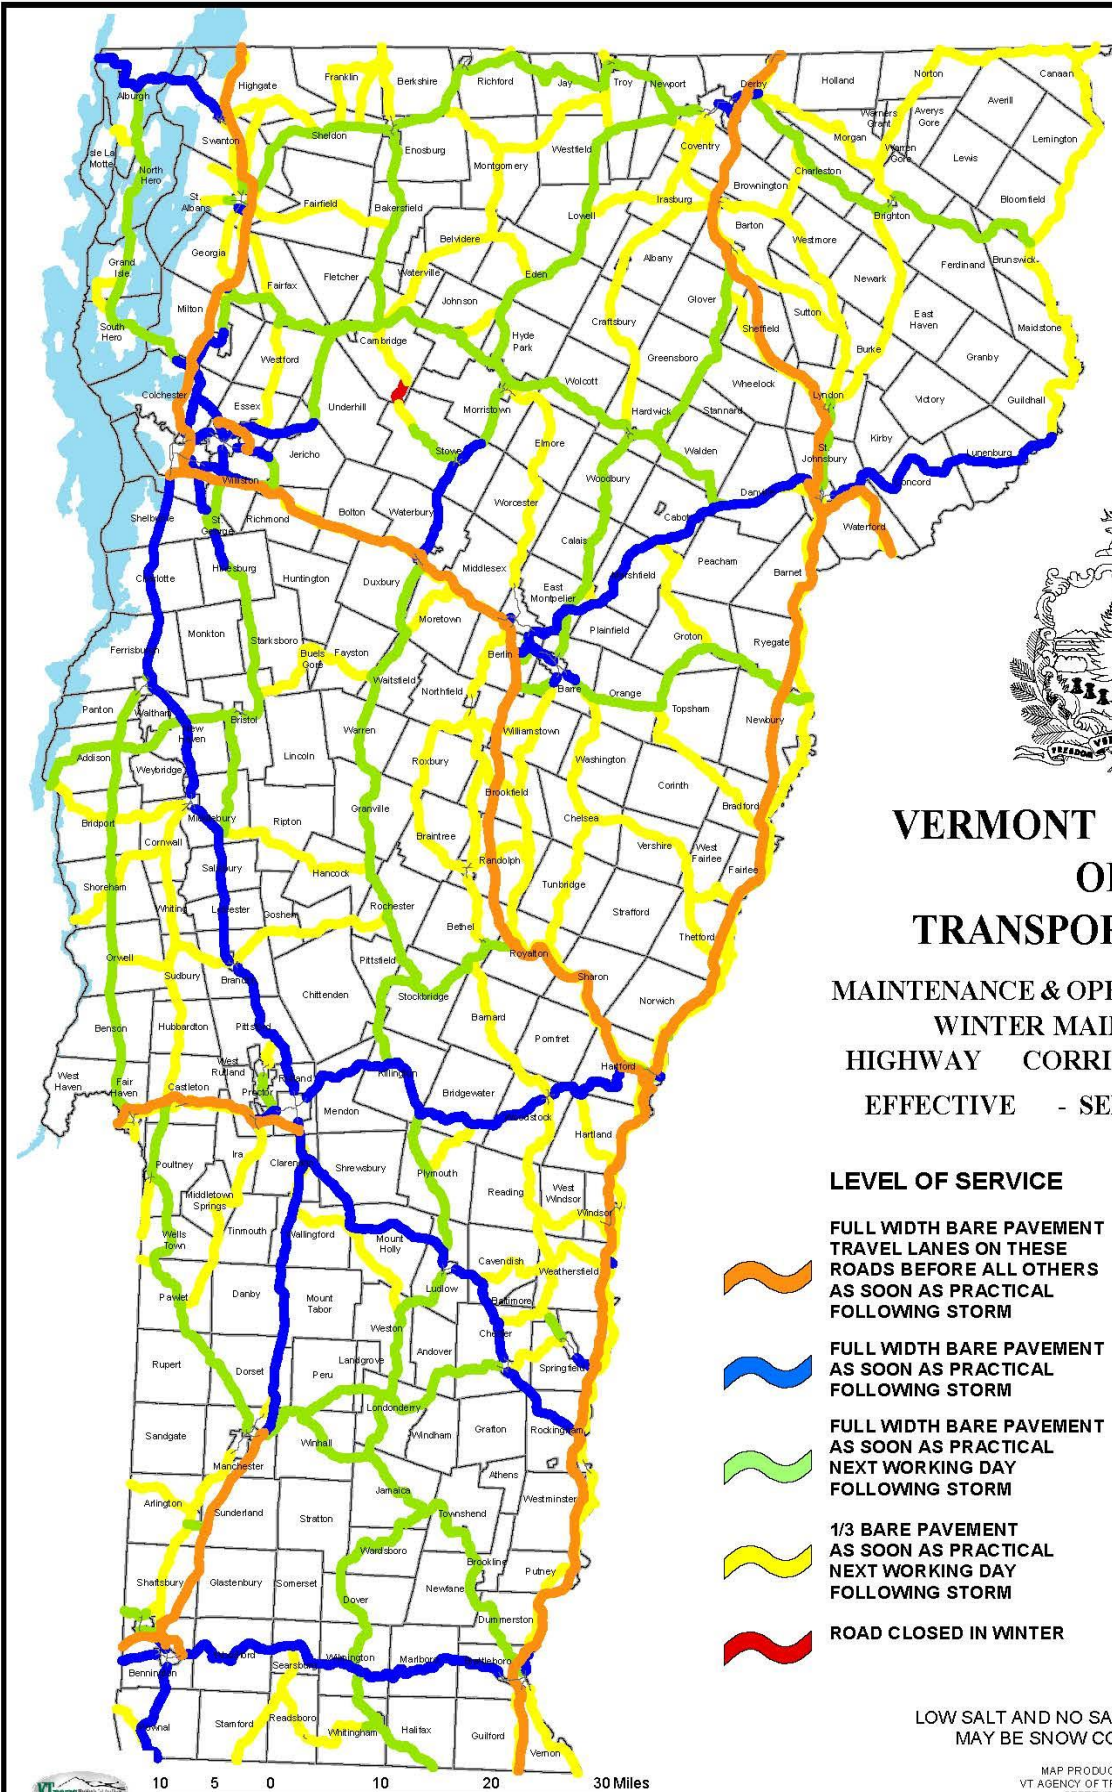 Highgate
Franklin
Berkshire
Richford
Jay
Troy
Newport
Derby
Holland
Norton
Canaan
Alburgh
Swanton
Sheldon
Enosburg
Montgomery
Westfield
Coventry
Warners
Grant
Averys
Gore
Averill
Lemington
Isle La
Motte
North
Hero
Morgan
Warren
Gore
Lewis
Charleston
St.
Albans
Fairfield
Bakersfield
Lowell
Irasburg
Brownington
Brighton
Bloomfield
Georgia
Belvidere
Barton
Westmore
Grand
Isle
Fletcher
Waterville
Eden
Albany
Newark
Ferdinand
Brunswick
Fairfax
Milton
Johnson
Glover
South
Hero
Craftsbury
Sheffield
Sutton
East
Haven
Maidstone
Cambridge
Hyde
Park
Westford
Greensboro
Burke
Granby
Colchester
Essex
Underhill
Morristown
Wolcott
Wheelock
Lyndon
Victory
Guildhall
Hardwick
Stannard
Jericho
Stowe
Elmore
Walden
St.
Johnsbury
Kirby
Lunenburg
Williston
Bolton
Waterbury
Worcester
Woodbury
Cabot
Danville
Concord
Shelburne
St.
George
Richmond
Waterford
Calais
Charlotte
Hinesburg
Huntington
Duxbury
Middlesex
East
Montpelier
Marshfield
Peacham
Barnet
Monkton
Starksboro
Moretown
Plainfield
Groton
Ryegate
Ferrisburgh
Buels
Gore
Fayston
Berlin
Waitsfield
Northfield
Barre
Orange
Topsham
Panton
Waltham
Bristol
New
Haven
Warren
Williamstown
Newbury
Addison
Lincoln
Roxbury
Washington
Weybridge
Corinth
Bridport
Middlebury
Ripton
Granville
Brookfield
Bradford
Chelsea
Cornwall
Braintree
Vershire
West
Fairlee
Salisbury
Hancock
Randolph
Fairlee
Shoreham
Tunbridge
Whiting
Leicester
Goshen
Rochester
Strafford
Bethel
Thetford
Orwell
Sudbury
Brandon
Pittsfield
Royalton
Sharon
Chittenden
Stockbridge
Norwich
Benson
Hubbardton
Pittsford
Barnard
Pomfret
West
Haven
Fair
Haven
West
Rutland
Rutland
Killington
Hartford
Castleton
Proctor
Mendon
Bridgewater
Woodstock
Ira
Clarendon
Shrewsbury
Plymouth
Hartland
Poultney
Middletown
Springs
Reading
West
Windsor
Windsor
Wells
Town
Tinmouth
Wallingford
Mount
Holly
Cavendish
Weathersfield
Pawlet
Danby
Mount
Tabor
Ludlow
Baltimore
Weston
Chester
Rupert
Dorset
Landgrove
Andover
Springfield
Peru
Londonderry
Sandgate
Winhall
Windham
Grafton
Rockingham
Manchester
Athens
Arlington
Sunderland
Stratton
Jamaica
Townshend
Westminster
Wardsboro
Brookline
Putney
Shaftsbury
Glastenbury
Somerset
Newfane
Dover
Dummerston
Searsburg
Wilmington
Marlboro
Brattleboro
Bennington
Pownal
Stamford
Readsboro
Whitingham
Halifax
Guilford
Vernon
10 5 0 10 20 30 Miles
FREEDOM
VERMONT
OF
TRANSPOR
MAINTENANCE & OPE
WINTER MAI
HIGHWAY CORRI
EFFECTIVE - SE
LEVEL OF SERVICE
FULL WIDTH BARE PAVEMENT
TRAVEL LANES ON THESE
ROADS BEFORE ALL OTHERS
AS SOON AS PRACTICAL
FOLLOWING STORM
FULL WIDTH BARE PAVEMENT
AS SOON AS PRACTICAL
FOLLOWING STORM
FULL WIDTH BARE PAVEMENT
AS SOON AS PRACTICAL
NEXT WORKING DAY
FOLLOWING STORM
1/3 BARE PAVEMENT
AS SOON AS PRACTICAL
NEXT WORKING DAY
FOLLOWING STORM
ROAD CLOSED IN WINTER
LOW SALT AND NO SA
MAY BE SNOW CO
MAP PRODUC
VT AGENCY OF T